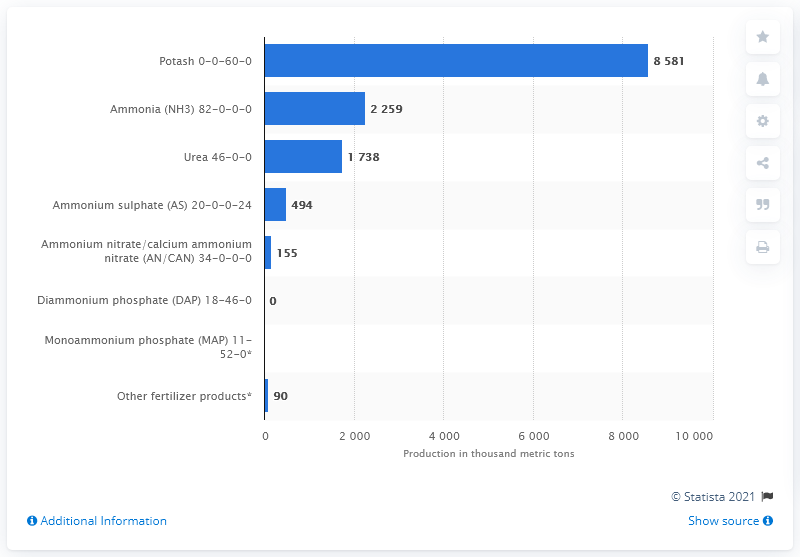 Potash 0-0-60-0
8 581
Ammonia (NH3) 82-0-0-0
2 259
Urea 46-0-0
1 738
Ammonium sulphate (AS) 20-0-0-24
494
Ammonium nitrate/calcium ammonium
nitrate (AN/CAN) 34-0-0-0
155
Diammonium phosphate (DAP) 18-46-0
0
Monoammonium phosphate (MAP) 11-
52-0*
Other fertilizer products*
90
0 2 000 4 000 6 000 8 000 10 000
Production in thousand metric tons
© Statista 2021
Additional Information
Show source